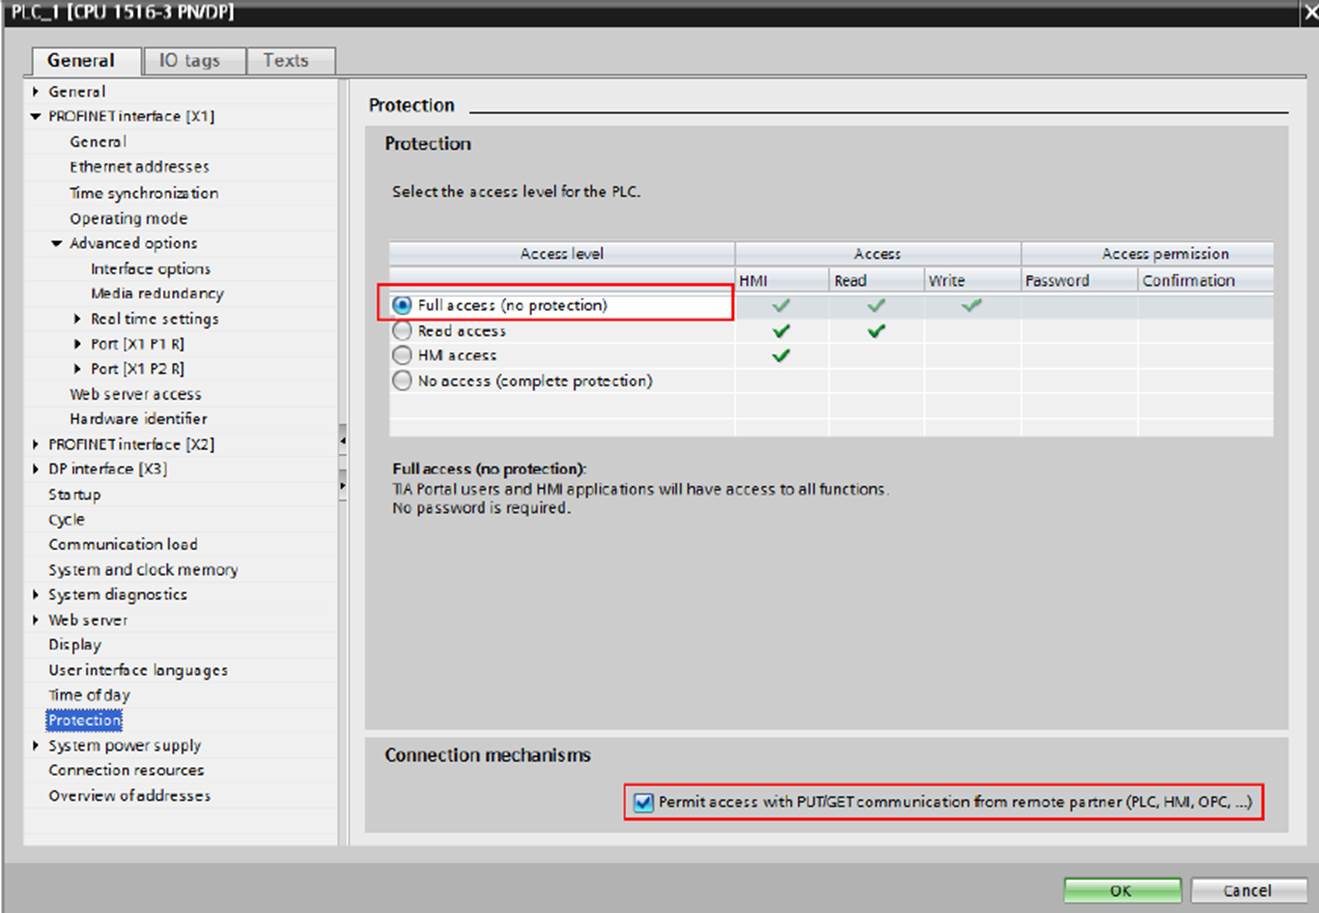 PLC_1 [CPU 1516-3 PN/DP]
General
IO tags
Texts
General
PROFINET interface [X1]
General
Ethernet addresses
Time synchronization
Operating mode
Advanced options
Interface options
Media redundancy
Real time settings
Port [X1 P1 R]
Port [X1 P2 R]
Web server access
Hardware identifier
PROFINET interface [X2]
DP interface [X3]
Startup
Cycle
Communication load
System and clock memory
System diagnostics
Web server
Display
User interface languages
Time of day
Protection
System power supply
Connection resources
Overview of addresses
Protection
Protection
Select the access level for the PLC.
Access level Access Access permission
HMI Read Write Password Confirmation
Full access (no protection)
Read access
HMI access
No access (complete protection)
Full access (no protection):
TIA Portal users and HMI applications will have access to all functions.
No password is required.
Connection mechanisms
Permit access with PUT/GET communication from remote partner (PLC, HMI, OPC, ...)
OK
Cancel